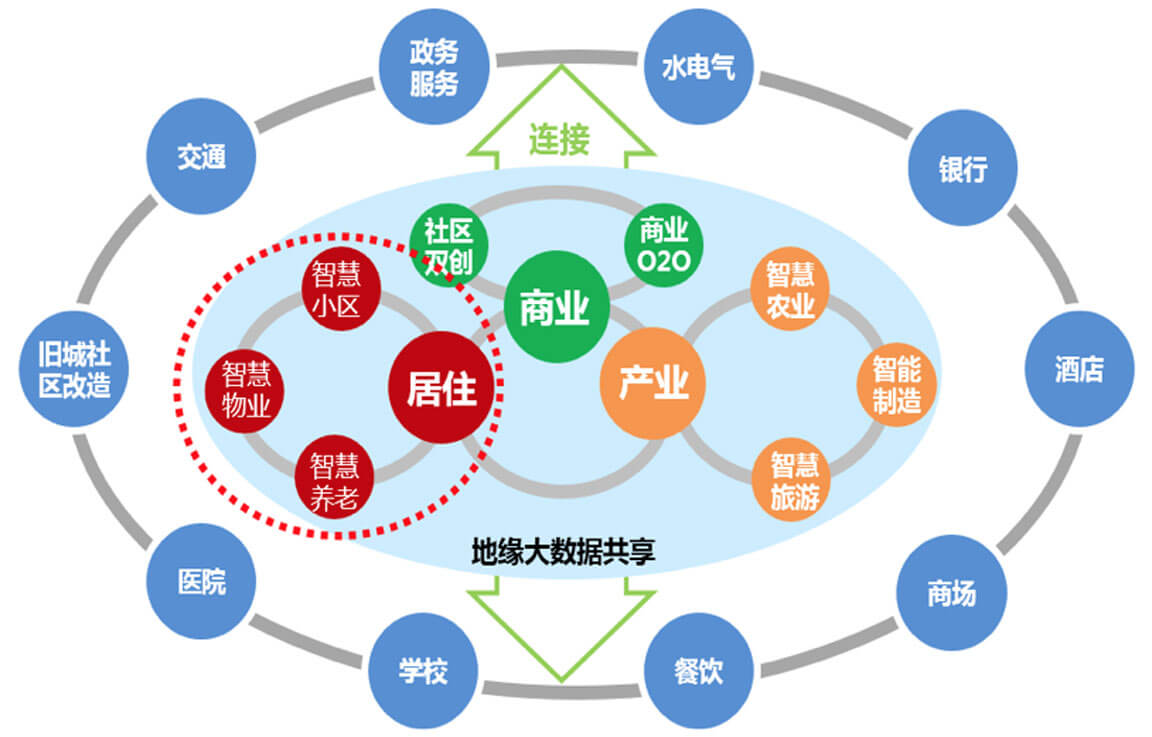 政务
服务
水电气
交通
连接
银行
社区
双创
商业
O2O
智慧
小区
商业
智慧
农业
旧城社
区改造
智慧
物业
居住
产业
智能
制造
酒店
智慧
养老
智慧
旅游
地缘大数据共享
医院
商场
学校
餐饮